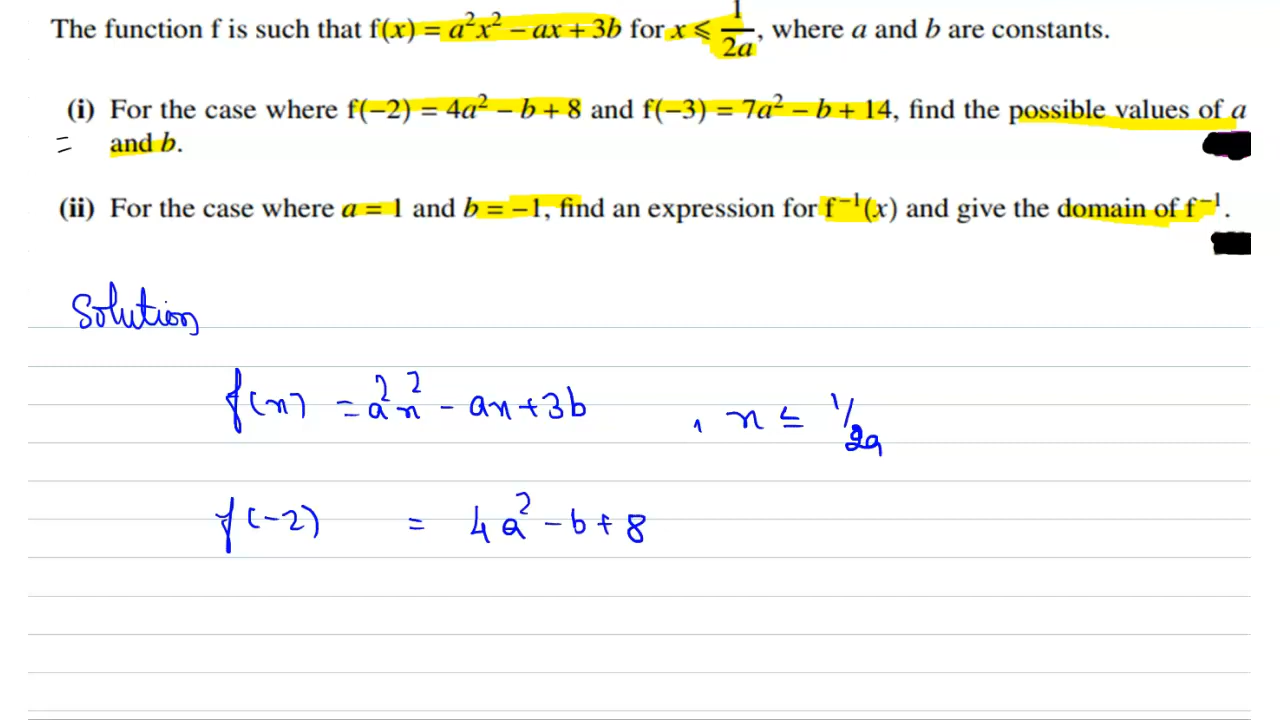 The function f is such that f(x) = a²x² − ax + 3b for x ⩽ 1/2a, where a and b are constants.
(i) For the case where f(−2) = 4a² − b + 8 and f(−3) = 7a² − b + 14, find the possible values of a
= and b.
(ii) For the case where a = 1 and b = −1, find an expression for f⁻¹(x) and give the domain of f⁻¹.
Solution
f(x) = a²x² - ax + 3b , x ≤ 1/2a
f(-2) = 4a² - b + 8